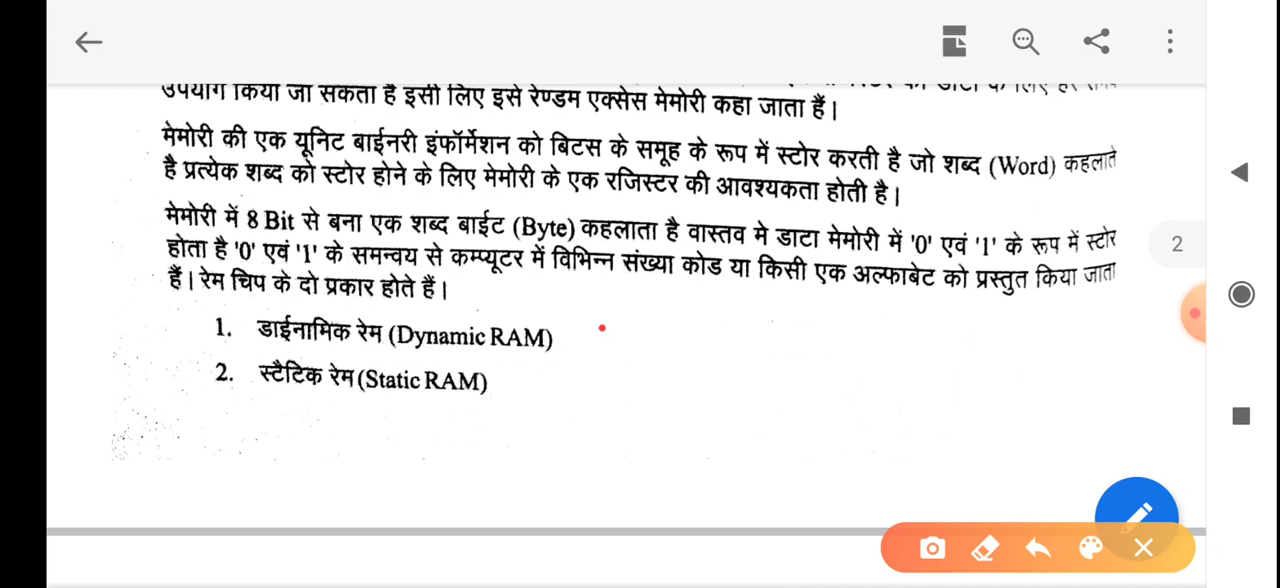 उपयोग किया जा सकता है इसी लिए इसे रेण्डम एक्सेस मेमोरी कहा जाता हैं।
मेमोरी की एक यूनिट बाईनरी इंफॉर्मेशन को बिटस के समूह के रूप में स्टोर करती है जो शब्द (Word) कहलाते
है प्रत्येक शब्द को स्टोर होने के लिए मेमोरी के एक रजिस्टर की आवश्यकता होती है।
मेमोरी में 8 Bit से बना एक शब्द बाईट (Byte) कहलाता है वास्तव मे डाटा मेमोरी में '0' एवं '1' के रूप में स्टोर
होता है '0' एवं '1' के समन्वय से कम्प्यूटर में विभिन्न संख्या कोड या किसी एक अल्फाबेट को प्रस्तुत किया जाता
हैं। रेम चिप के दो प्रकार होते हैं।
1. डाईनामिक रेम (Dynamic RAM)
2. स्टैटिक रेम (Static RAM)
2